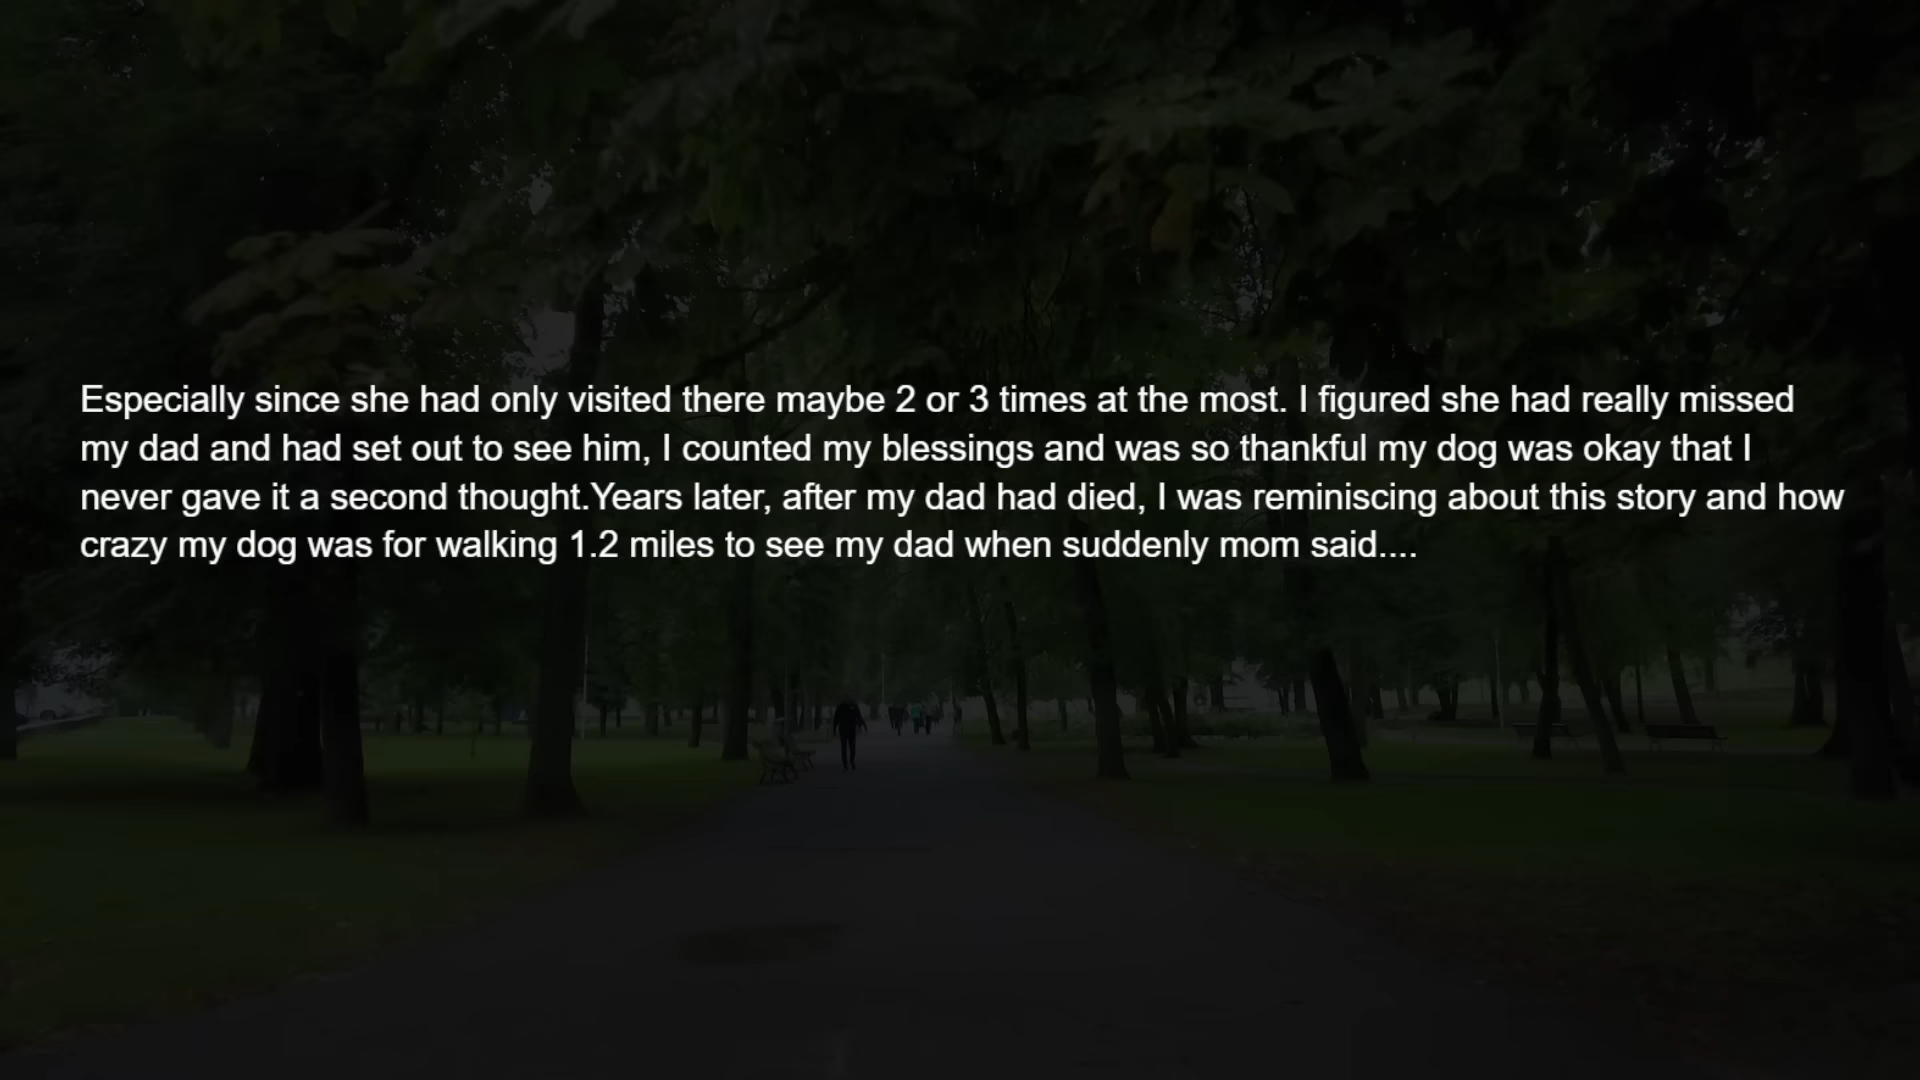 Especially since she had only visited there maybe 2 or 3 times at the most. I figured she had really missed
my dad and had set out to see him, I counted my blessings and was so thankful my dog was okay that I
never gave it a second thought.Years later, after my dad had died, I was reminiscing about this story and how
crazy my dog was for walking 1.2 miles to see my dad when suddenly mom said....